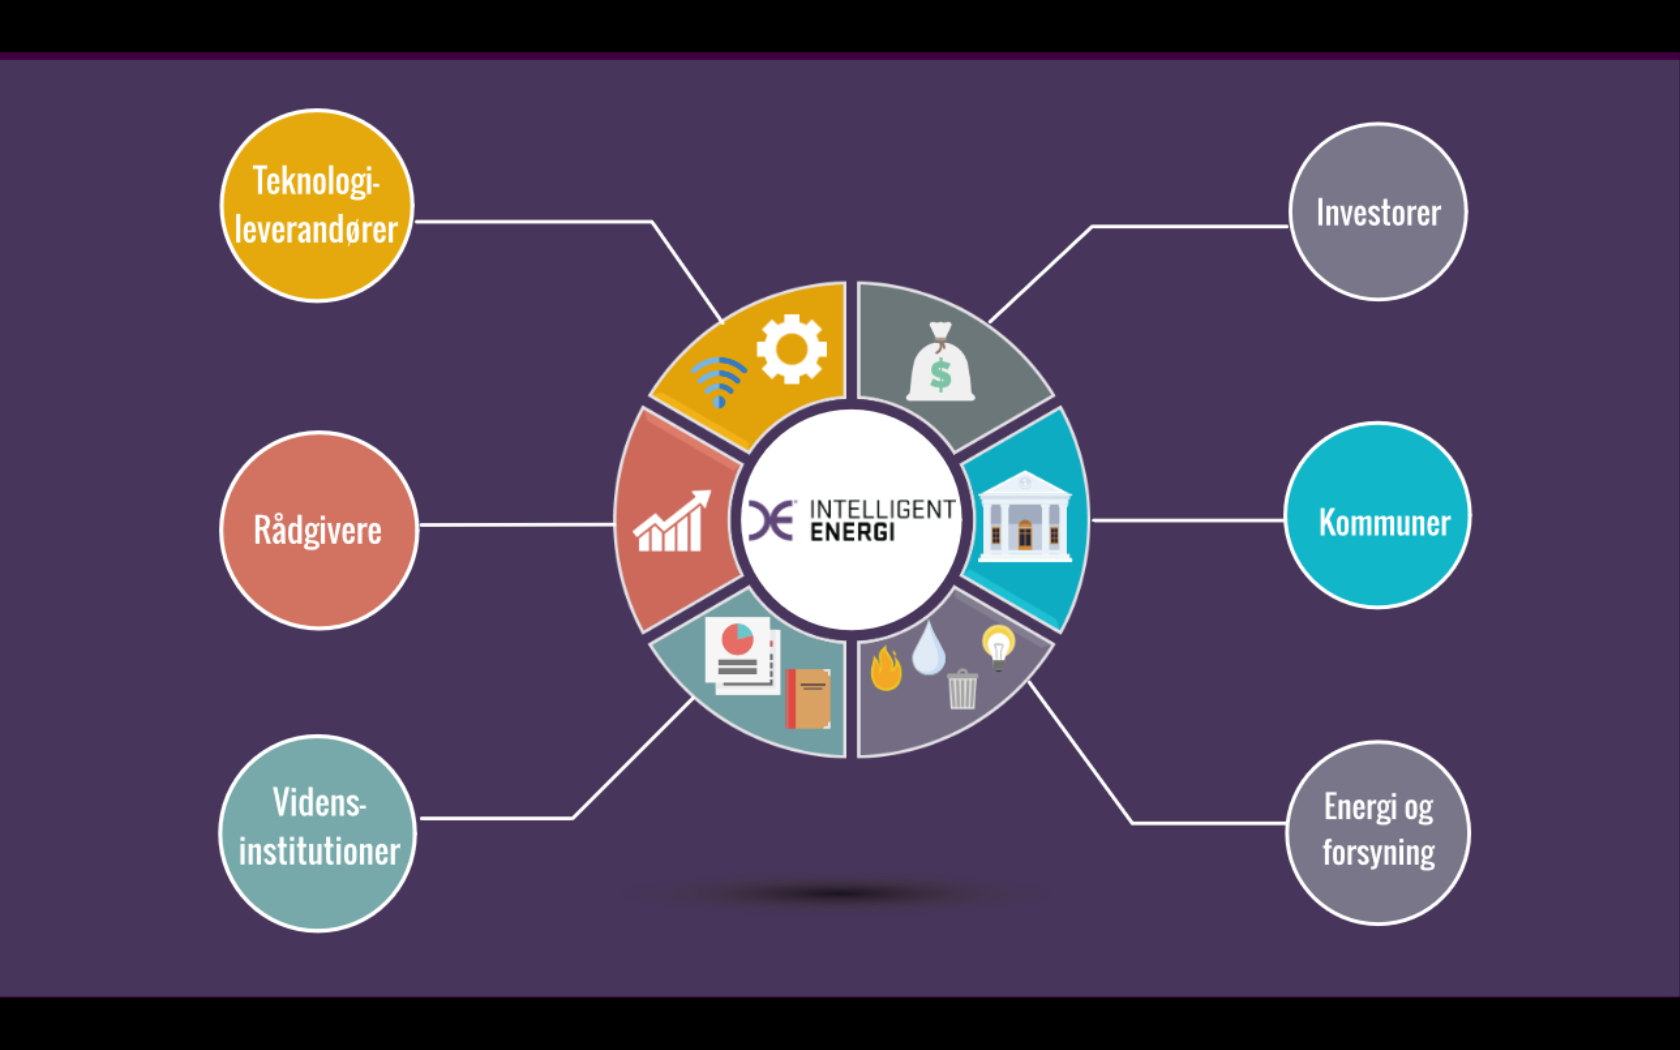 Teknologi-
leverandører
Investorer
$
INTELLIGENT
ENERGI
Rådgivere
Kommuner
Videns-
institutioner
Energi og
forsyning